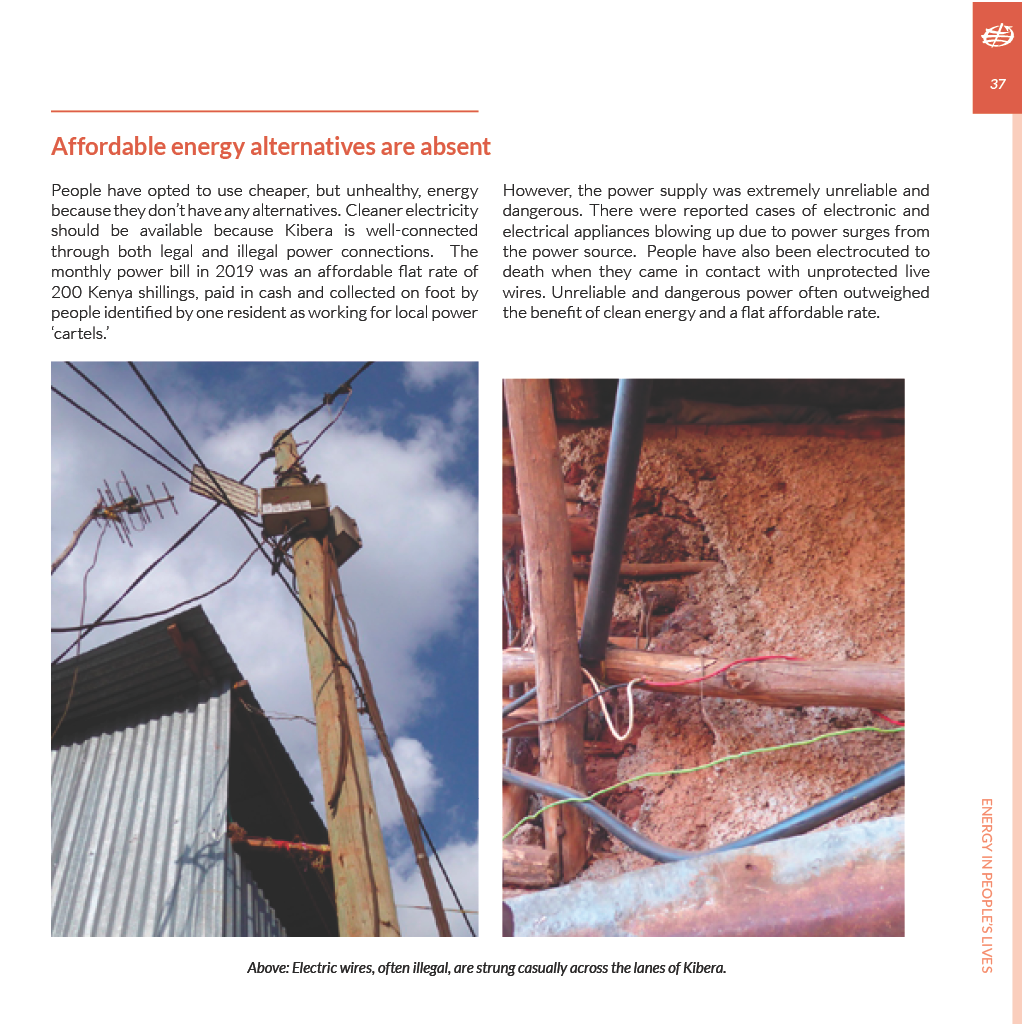 37
Affordable energy alternatives are absent
People have opted to use cheaper, but unhealthy, energy
because they don't have any alternatives. Cleaner electricity
should be available because Kibera is well-connected
through both legal and illegal power connections. The
monthly power bill in 2019 was an affordable flat rate of
200 Kenya shillings, paid in cash and collected on foot by
people identified by one resident as working for local power
‘cartels.’
However, the power supply was extremely unreliable and
dangerous. There were reported cases of electronic and
electrical appliances blowing up due to power surges from
the power source. People have also been electrocuted to
death when they came in contact with unprotected live
wires. Unreliable and dangerous power often outweighed
the benefit of clean energy and a flat affordable rate.
Above: Electric wires, often illegal, are strung casually across the lanes of Kibera.
ENERGY IN PEOPLE'S LIVES